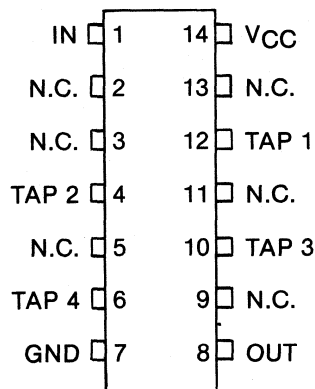 IN 1 14 VCC
N.C. 2 13 N.C.
N.C. 3 12 TAP 1
TAP 2 4 11 N.C.
N.C. 5 10 TAP 3
TAP 4 6 9 N.C.
GND 7 8 OUT